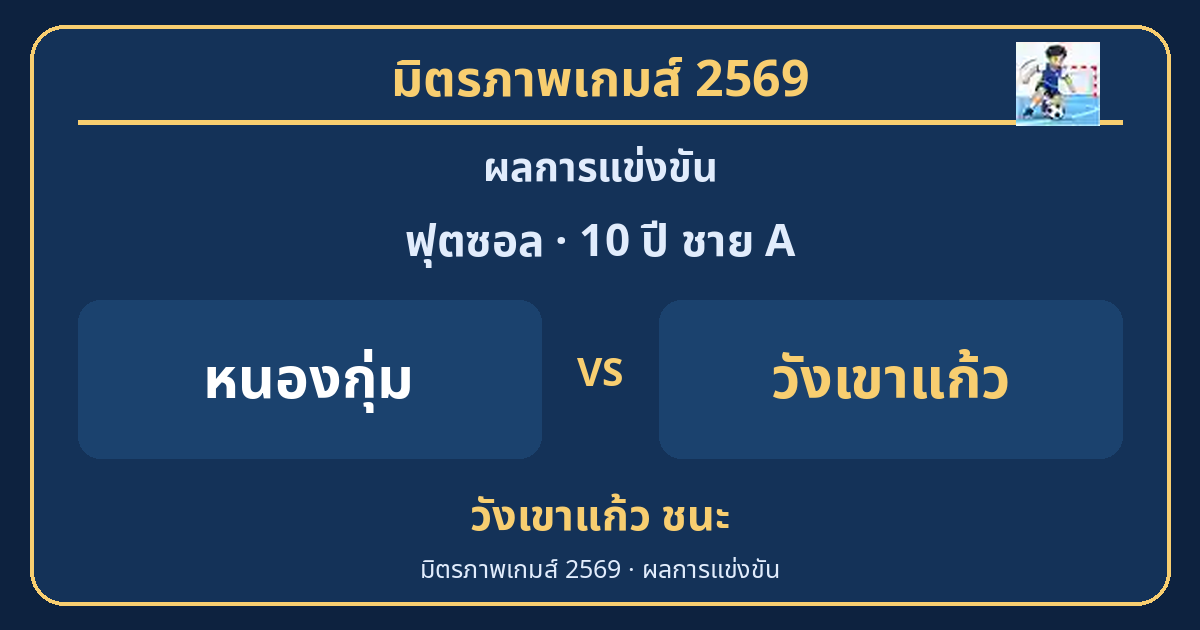 มิตรภาพเกมส์ 2569
ผลการแข่งขัน
ฟุตซอล · 10 ปี ชาย A
หนองกุ่ม
VS
วังเขาแก้ว
วังเขาแก้ว ชนะ
มิตรภาพเกมส์ 2569 · ผลการแข่งขัน